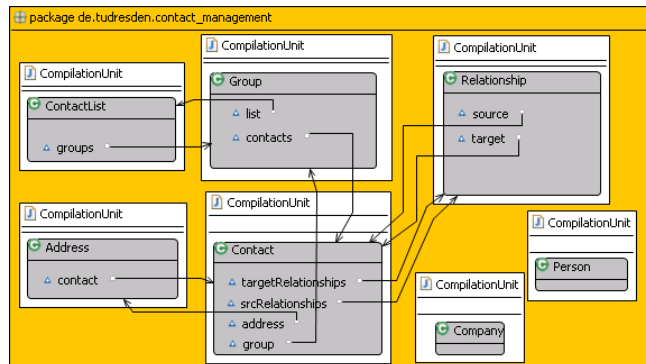 package de.tudresden.contact_management
CompilationUnit
ContactList
groups
CompilationUnit
Group
list
contacts
CompilationUnit
Relationship
source
target
CompilationUnit
Address
contact
CompilationUnit
Contact
targetRelationships
srcRelationships
address
group
CompilationUnit
Company
CompilationUnit
Person